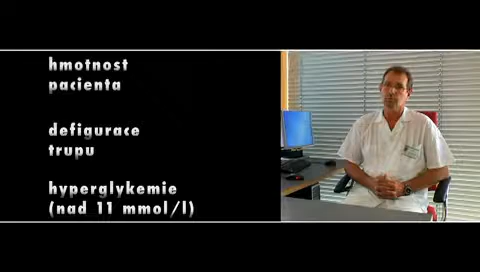 hmotnost
pacienta
defigurace
trupu
hyperglykemie
(nad 11 mmol/l)